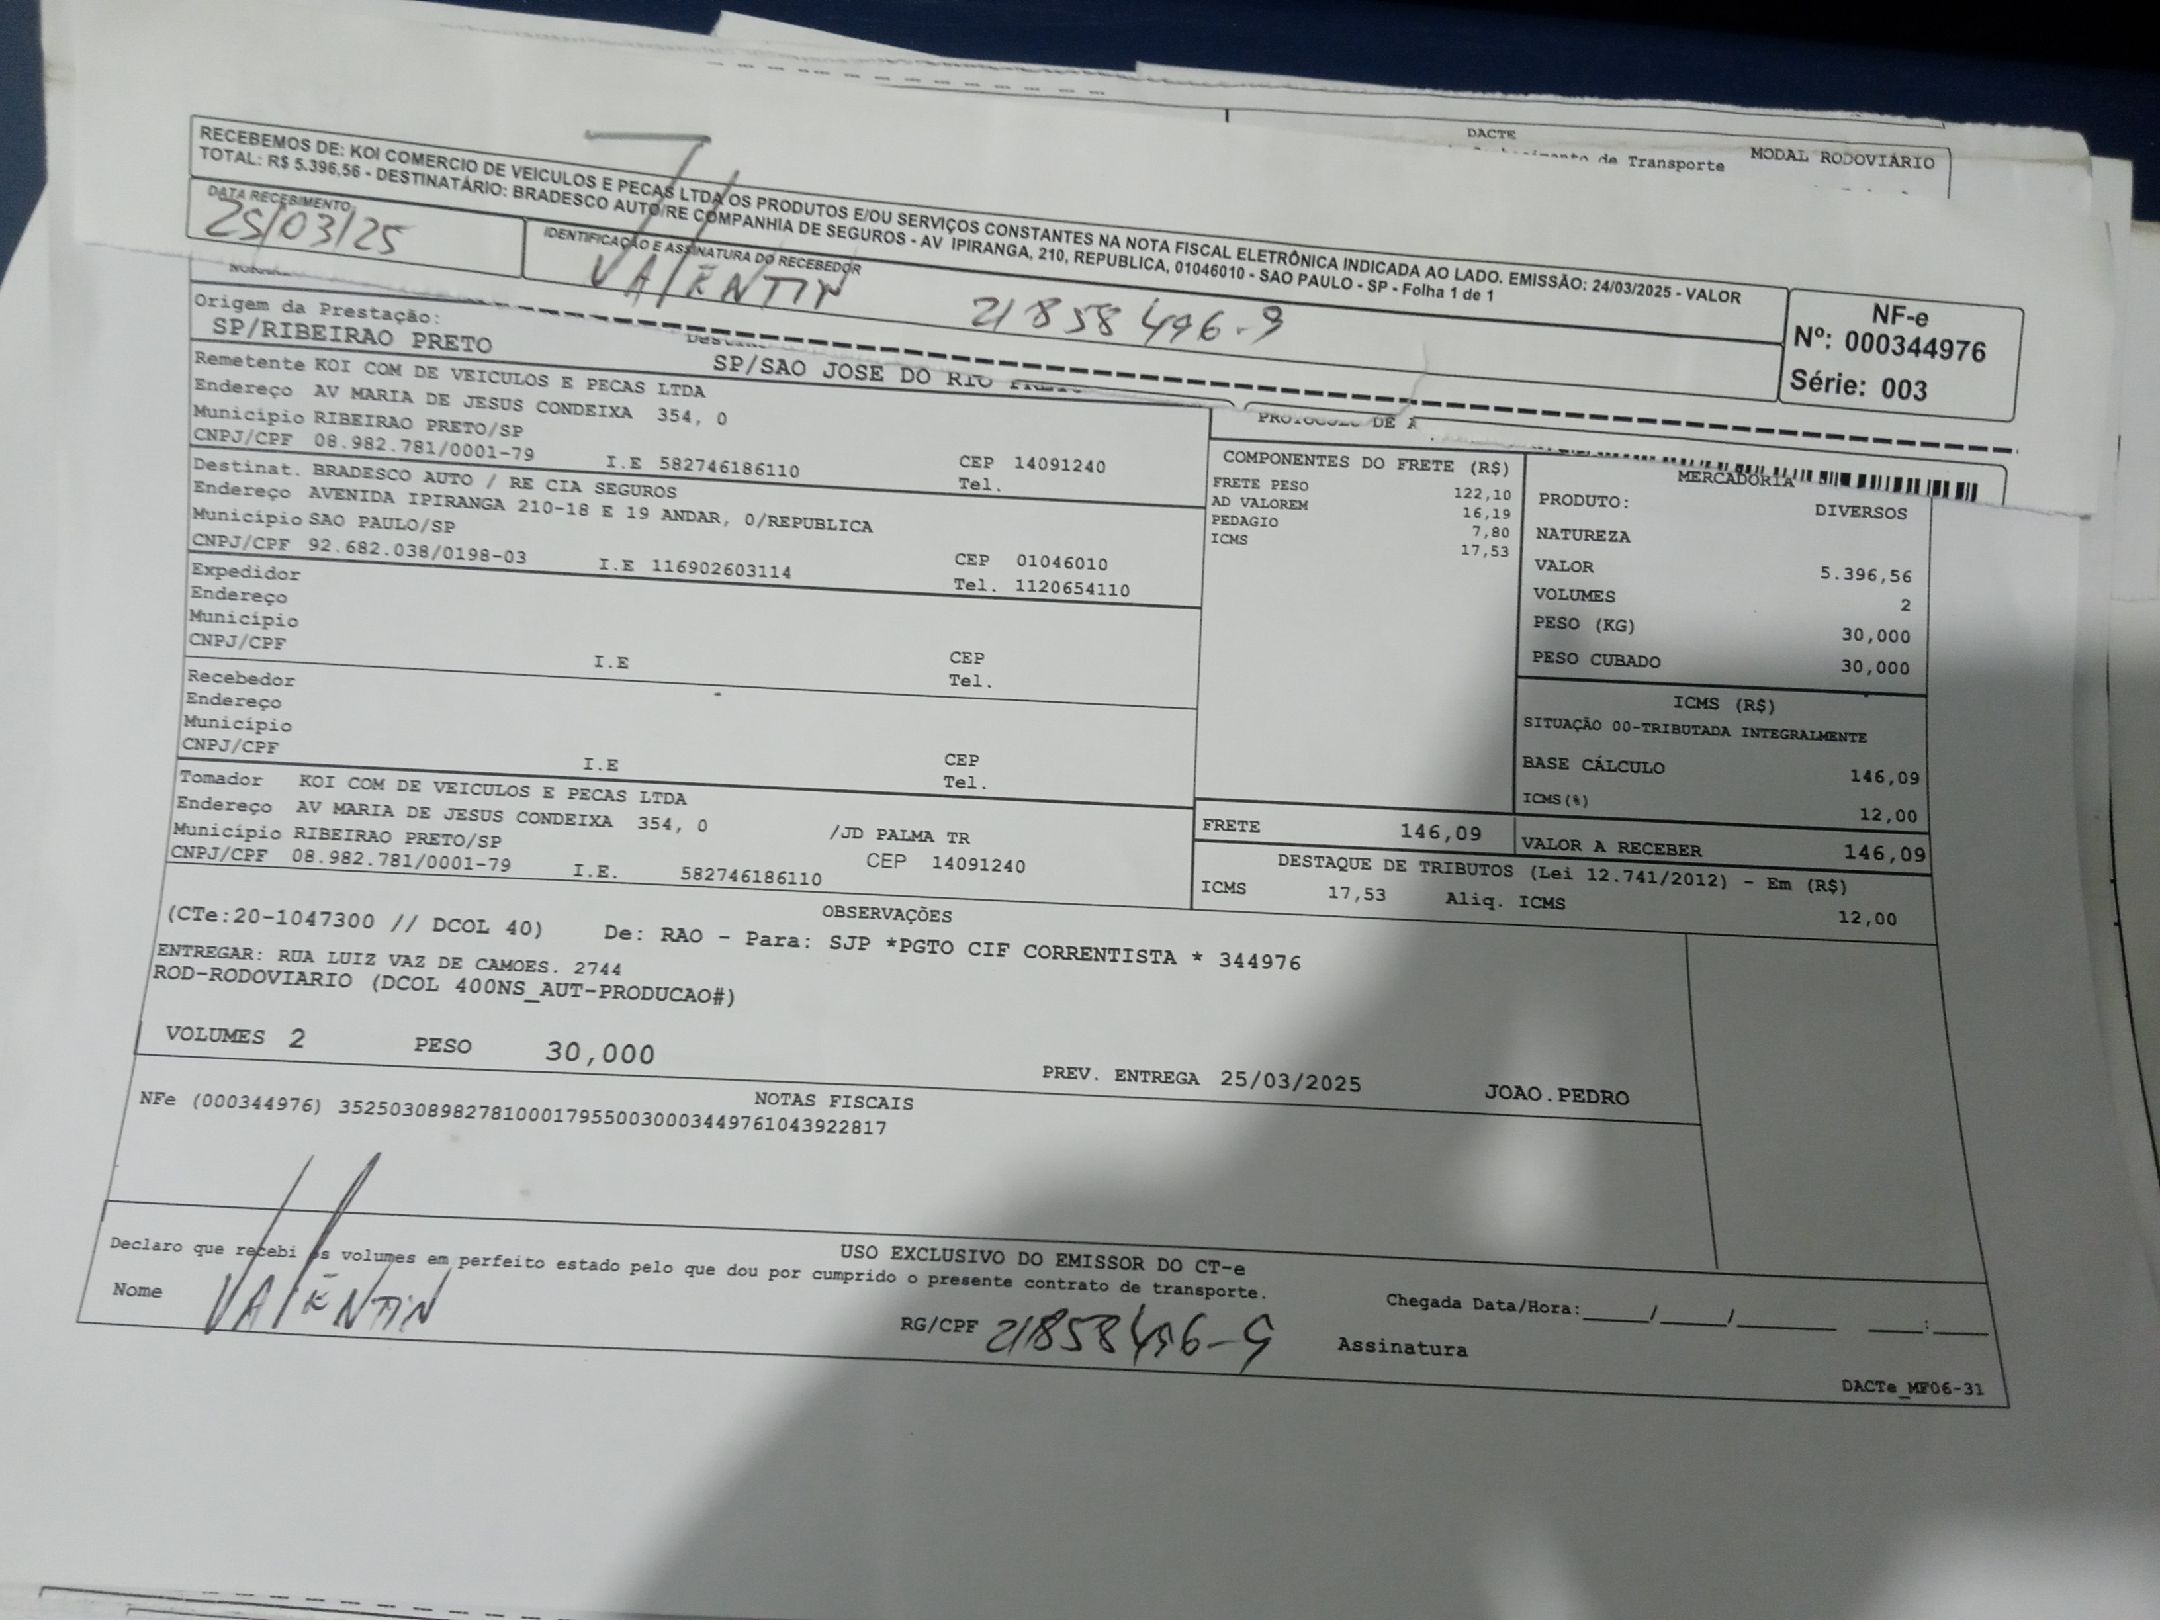 DACTE
de Transporte
MODAL RODOVIÁRIO
RECEBEMOS DE: KOI COMERCIO DE VEICULOS E PECAS LTDA OS PRODUTOS E/OU SERVIÇOS CONSTANTES NA NOTA FISCAL ELETRÔNICA INDICADA AO LADO. EMISSÃO: 24/03/2025 - VALOR
TOTAL: R$ 5.396,56 - DESTINATÁRIO: BRADESCO AUTO/RE COMPANHIA DE SEGUROS - AV IPIRANGA, 210, REPUBLICA, 01046010 - SAO PAULO - SP - Folha 1 de 1
DATA RECEBIMENTO
25/03/25
IDENTIFICAÇÃO E ASSINATURA DO RECEBEDOR
VALENTIN 21858496-9
NF-e
Nº: 000344976
Série: 003
Origem da Prestação:
SP/RIBEIRAO PRETO
SP/SAO JOSE DO RIO
Remetente KOI COM DE VEICULOS E PECAS LTDA
Endereço AV MARIA DE JESUS CONDEIXA 354, 0
Município RIBEIRAO PRETO/SP
CNPJ/CPF 08.982.781/0001-79 I.E 582746186110 CEP 14091240
Tel.
Destinat. BRADESCO AUTO / RE CIA SEGUROS
Endereço AVENIDA IPIRANGA 210-18 E 19 ANDAR, 0/REPUBLICA
Município SAO PAULO/SP
CNPJ/CPF 92.682.038/0198-03 I.E 116902603114 CEP 01046010
Tel. 1120654110
Expedidor
Endereço
Município
CNPJ/CPF I.E CEP
Tel.
Recebedor
Endereço
Município
CNPJ/CPF I.E CEP
Tel.
Tomador KOI COM DE VEICULOS E PECAS LTDA
Endereço AV MARIA DE JESUS CONDEIXA 354, 0 /JD PALMA TR
Município RIBEIRAO PRETO/SP CEP 14091240
CNPJ/CPF 08.982.781/0001-79 I.E. 582746186110
PROTOCOLO DE
COMPONENTES DO FRETE (R$)
FRETE PESO 122,10
AD VALOREM 16,19
PEDAGIO 7,80
ICMS 17,53
MERCADORIA
PRODUTO: DIVERSOS
NATUREZA
VALOR 5.396,56
VOLUMES 2
PESO (KG) 30,000
PESO CUBADO 30,000
ICMS (R$)
SITUAÇÃO 00-TRIBUTADA INTEGRALMENTE
BASE CÁLCULO 146,09
ICMS(%) 12,00
FRETE 146,09 VALOR A RECEBER 146,09
DESTAQUE DE TRIBUTOS (Lei 12.741/2012) - Em (R$)
ICMS 17,53 Aliq. ICMS 12,00
OBSERVAÇÕES
(CTe:20-1047300 // DCOL 40) De: RAO - Para: SJP *PGTO CIF CORRENTISTA * 344976
ENTREGAR: RUA LUIZ VAZ DE CAMOES. 2744
ROD-RODOVIARIO (DCOL 400NS_AUT-PRODUCAO#)
VOLUMES 2 PESO 30,000 PREV. ENTREGA 25/03/2025 JOAO.PEDRO
NOTAS FISCAIS
NFe (000344976) 35250308982781000179550030003449761043922817
USO EXCLUSIVO DO EMISSOR DO CT-e
Declaro que recebi os volumes em perfeito estado pelo que dou por cumprido o presente contrato de transporte.
Nome VALENTIN RG/CPF 21858496-9
Chegada Data/Hora:_____/_____/_______ ____:____
Assinatura
DACTe_MF06-31